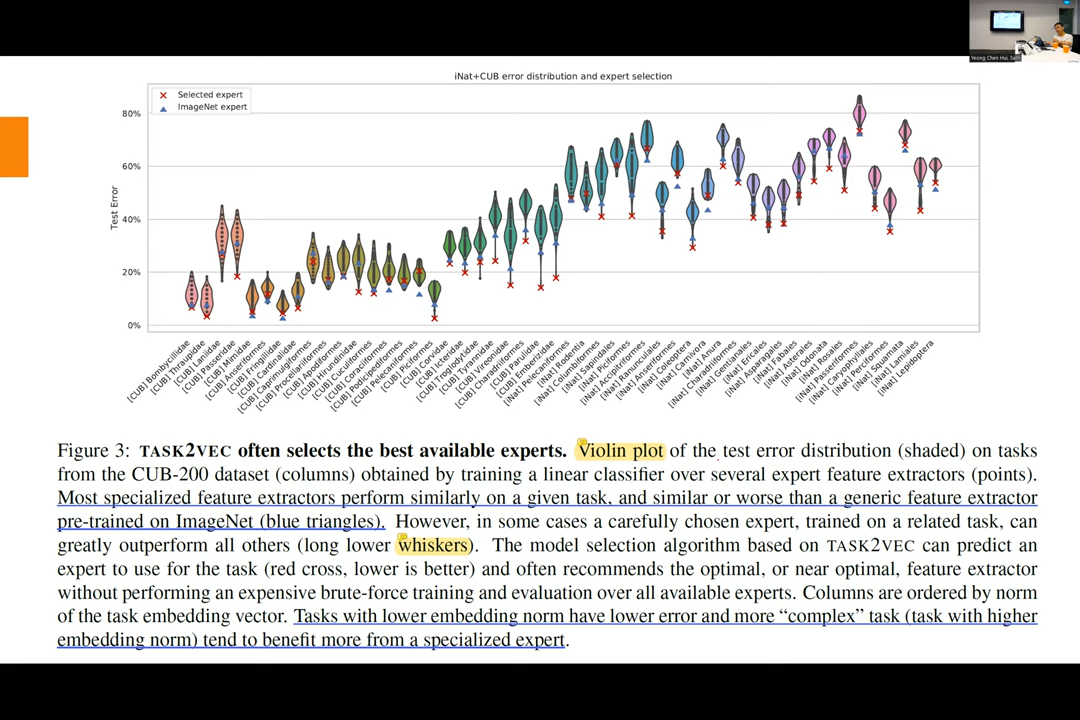 Yeong Chen Hui, Sam
iNat+CUB error distribution and expert selection
Selected expert
ImageNet expert
80%
60%
40%
20%
0%
Test Error
[CUB] Bombycillidae
[CUB] Thraupidae
[CUB] Laniidae
[CUB] Passeridae
[CUB] Mimidae
[CUB] Anseriformes
[CUB] Fringillidae
[CUB] Cardinalidae
[CUB] Caprimulgiformes
[CUB] Procellariiformes
[CUB] Apodiformes
[CUB] Hirundinidae
[CUB] Cuculiformes
[CUB] Coraciiformes
[CUB] Podicipediformes
[CUB] Pelecaniformes
[CUB] Piciformes
[CUB] Corvidae
[CUB] Icteridae
[CUB] Troglodytidae
[CUB] Tyrannidae
[CUB] Vireonidae
[CUB] Charadriiformes
[CUB] Parulidae
[CUB] Emberizidae
[iNat] Pelecaniformes
[iNat] Rodentia
[iNat] Columbiformes
[iNat] Sapindales
[iNat] Piciformes
[iNat] Accipitriformes
[iNat] Ranunculales
[iNat] Anseriformes
[iNat] Coleoptera
[iNat] Carnivora
[iNat] Anura
[iNat] Charadriiformes
[iNat] Gentianales
[iNat] Ericales
[iNat] Asparagales
[iNat] Fabales
[iNat] Asterales
[iNat] Odonata
[iNat] Rosales
[iNat] Passeriformes
[iNat] Caryophyllales
[iNat] Perciformes
[iNat] Squamata
[iNat] Lamiales
[iNat] Lepidoptera
Figure 3: TASK2VEC often selects the best available experts. Violin plot of the test error distribution (shaded) on tasks
from the CUB-200 dataset (columns) obtained by training a linear classifier over several expert feature extractors (points).
Most specialized feature extractors perform similarly on a given task, and similar or worse than a generic feature extractor
pre-trained on ImageNet (blue triangles). However, in some cases a carefully chosen expert, trained on a related task, can
greatly outperform all others (long lower whiskers). The model selection algorithm based on TASK2VEC can predict an
expert to use for the task (red cross, lower is better) and often recommends the optimal, or near optimal, feature extractor
without performing an expensive brute-force training and evaluation over all available experts. Columns are ordered by norm
of the task embedding vector. Tasks with lower embedding norm have lower error and more “complex” task (task with higher
embedding norm) tend to benefit more from a specialized expert.